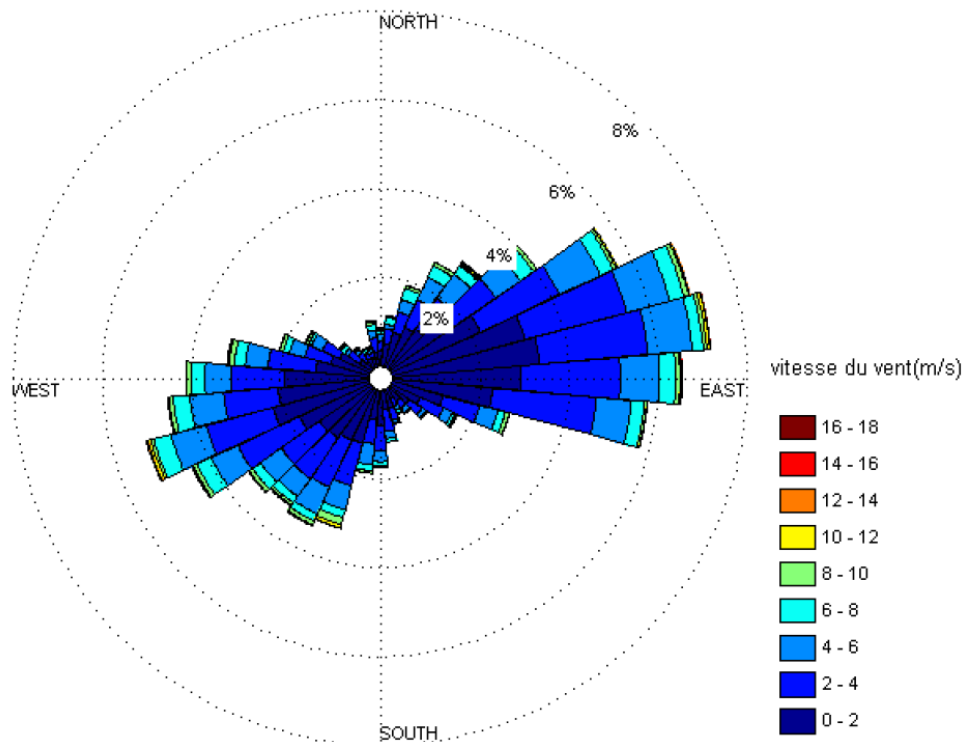 NORTH
8%
6%
4%
2%
WEST
EAST
SOUTH
vitesse du vent(m/s)
16 - 18
14 - 16
12 - 14
10 - 12
8 - 10
6 - 8
4 - 6
2 - 4
0 - 2